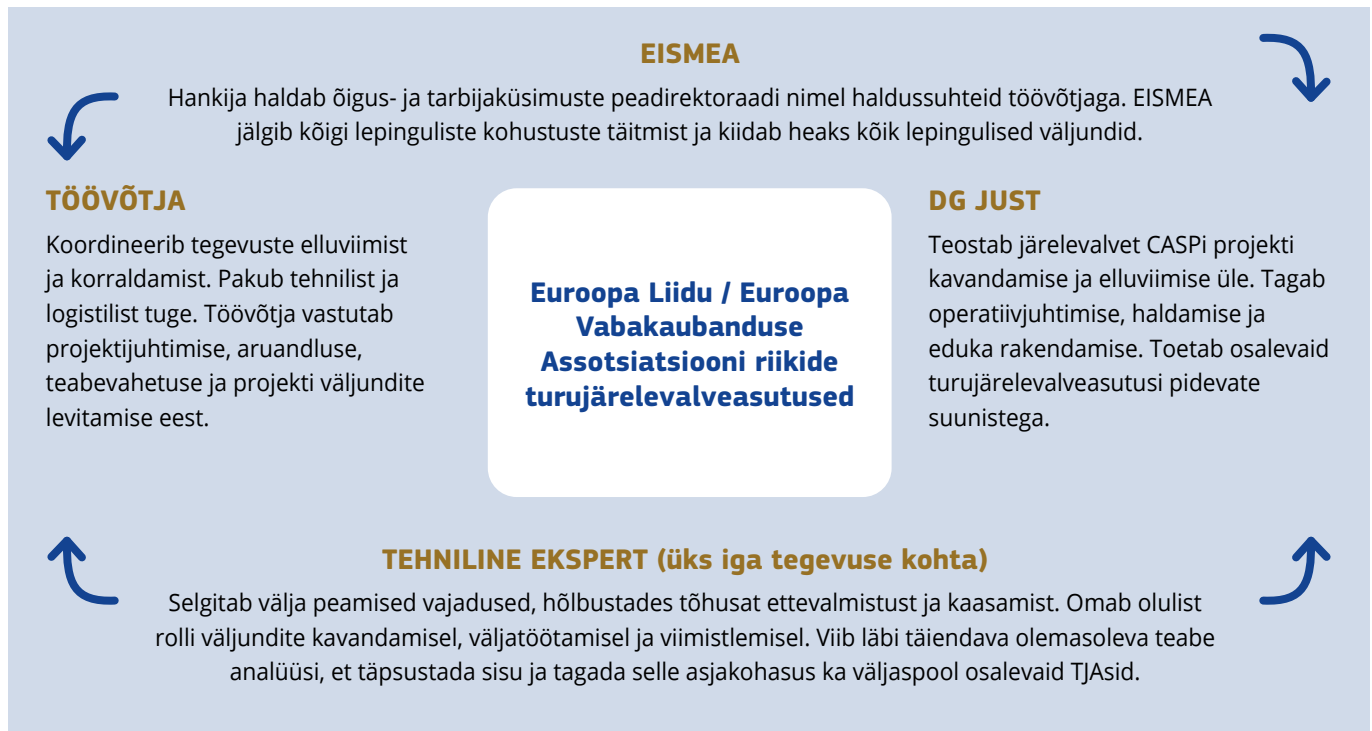 EISMEA
Hankija haldab õigus- ja tarbijaküsimuste peadirektoraadi nimel haldussuhteid töövõtjaga. EISMEA
jälgib kõigi lepinguliste kohustuste täitmist ja kiidab heaks kõik lepingulised väljundid.
TÖÖVÕTJA
Koordineerib tegevuste elluviimist
ja korraldamist. Pakub tehnilist ja
logistilist tuge. Töövõtja vastutab
projektijuhtimise, aruandluse,
teabevahetuse ja projekti väljundite
levitamise eest.
Euroopa Liidu / Euroopa
Vabakaubanduse
Assotsiatsiooni riikide
turujärelevalveasutused
DG JUST
Teostab järelevalvet CASPi projekti
kavandamise ja elluviimise üle. Tagab
operatiivjuhtimise, haldamise ja
eduka rakendamise. Toetab osalevaid
turujärelevalveasutusi pidevate
suunistega.
TEHNILINE EKSPERT (üks iga tegevuse kohta)
Selgitab välja peamised vajadused, hõlbustades tõhusat ettevalmistust ja kaasamist. Omab olulist
rolli väljundite kavandamisel, väljatöötamisel ja viimistlemisel. Viib läbi täiendava olemasoleva teabe
analüüsi, et täpsustada sisu ja tagada selle asjakohasus ka väljaspool osalevaid TJAsid.